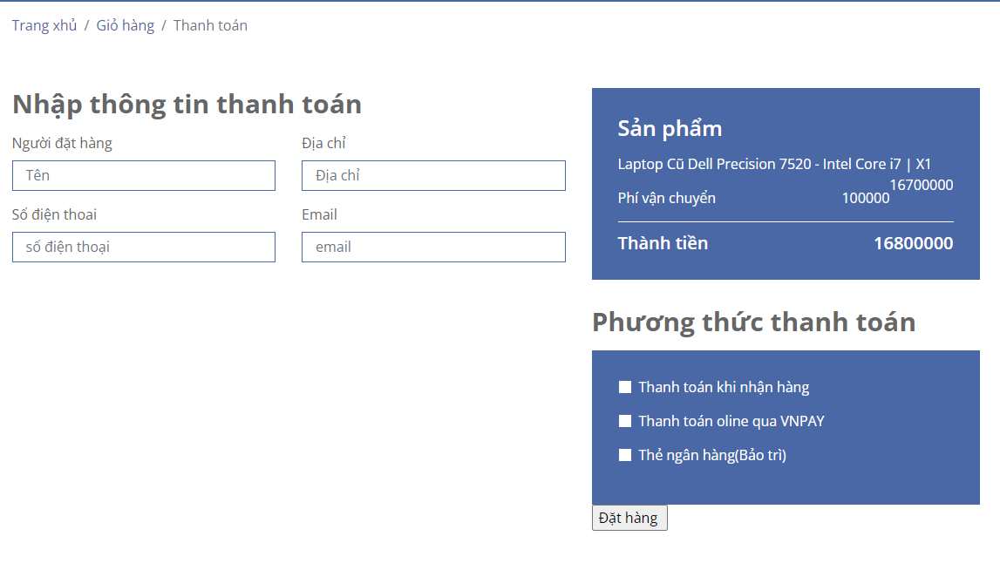 Trang xhủ / Giỏ hàng / Thanh toán
Nhập thông tin thanh toán
Người đặt hàng
Địa chỉ
Tên
Địa chỉ
Số điện thoai
Email
số điện thoại
email
Sản phẩm
Laptop Cũ Dell Precision 7520 - Intel Core i7 | X1
16700000
Phí vận chuyển 100000
Thành tiền 16800000
Phương thức thanh toán
Thanh toán khi nhận hàng
Thanh toán oline qua VNPAY
Thẻ ngân hàng(Bảo trì)
Đặt hàng